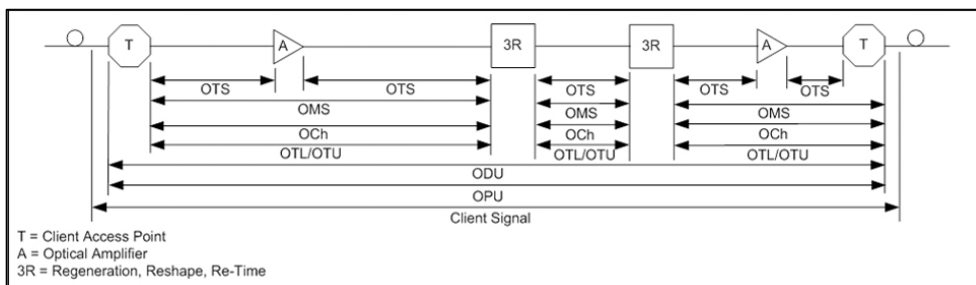 T A 3R 3R A T
OTS OTS OTS OTS OTS
OMS OMS OMS
OCh OCh OCh
OTL/OTU OTL/OTU OTL/OTU
ODU
OPU
Client Signal
T = Client Access Point
A = Optical Amplifier
3R = Regeneration, Reshape, Re-Time